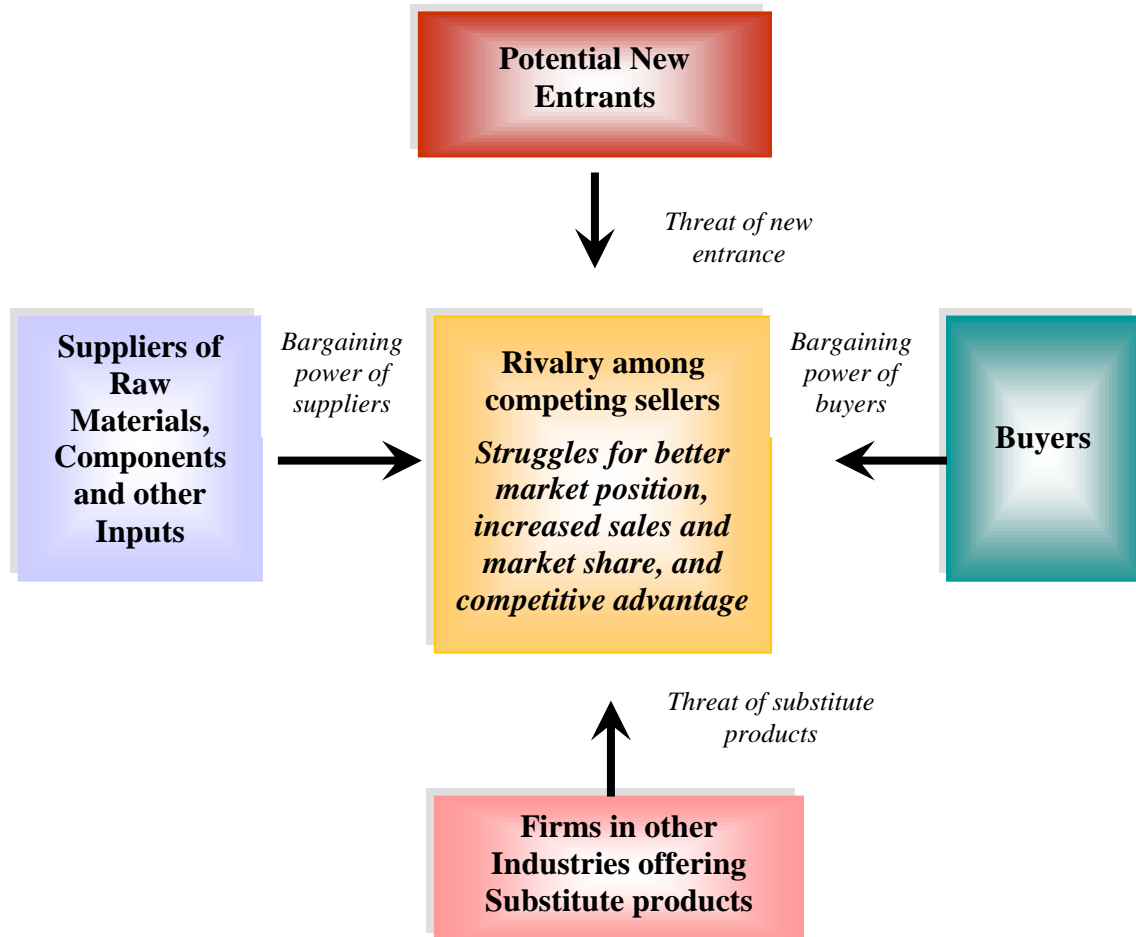 Potential New
Entrants
Threat of new
entrance
Suppliers of
Raw
Materials,
Components
and other
Inputs
Bargaining
power of
suppliers
Rivalry among
competing sellers
Struggles for better
market position,
increased sales and
market share, and
competitive advantage
Bargaining
power of
buyers
Buyers
Threat of substitute
products
Firms in other
Industries offering
Substitute products